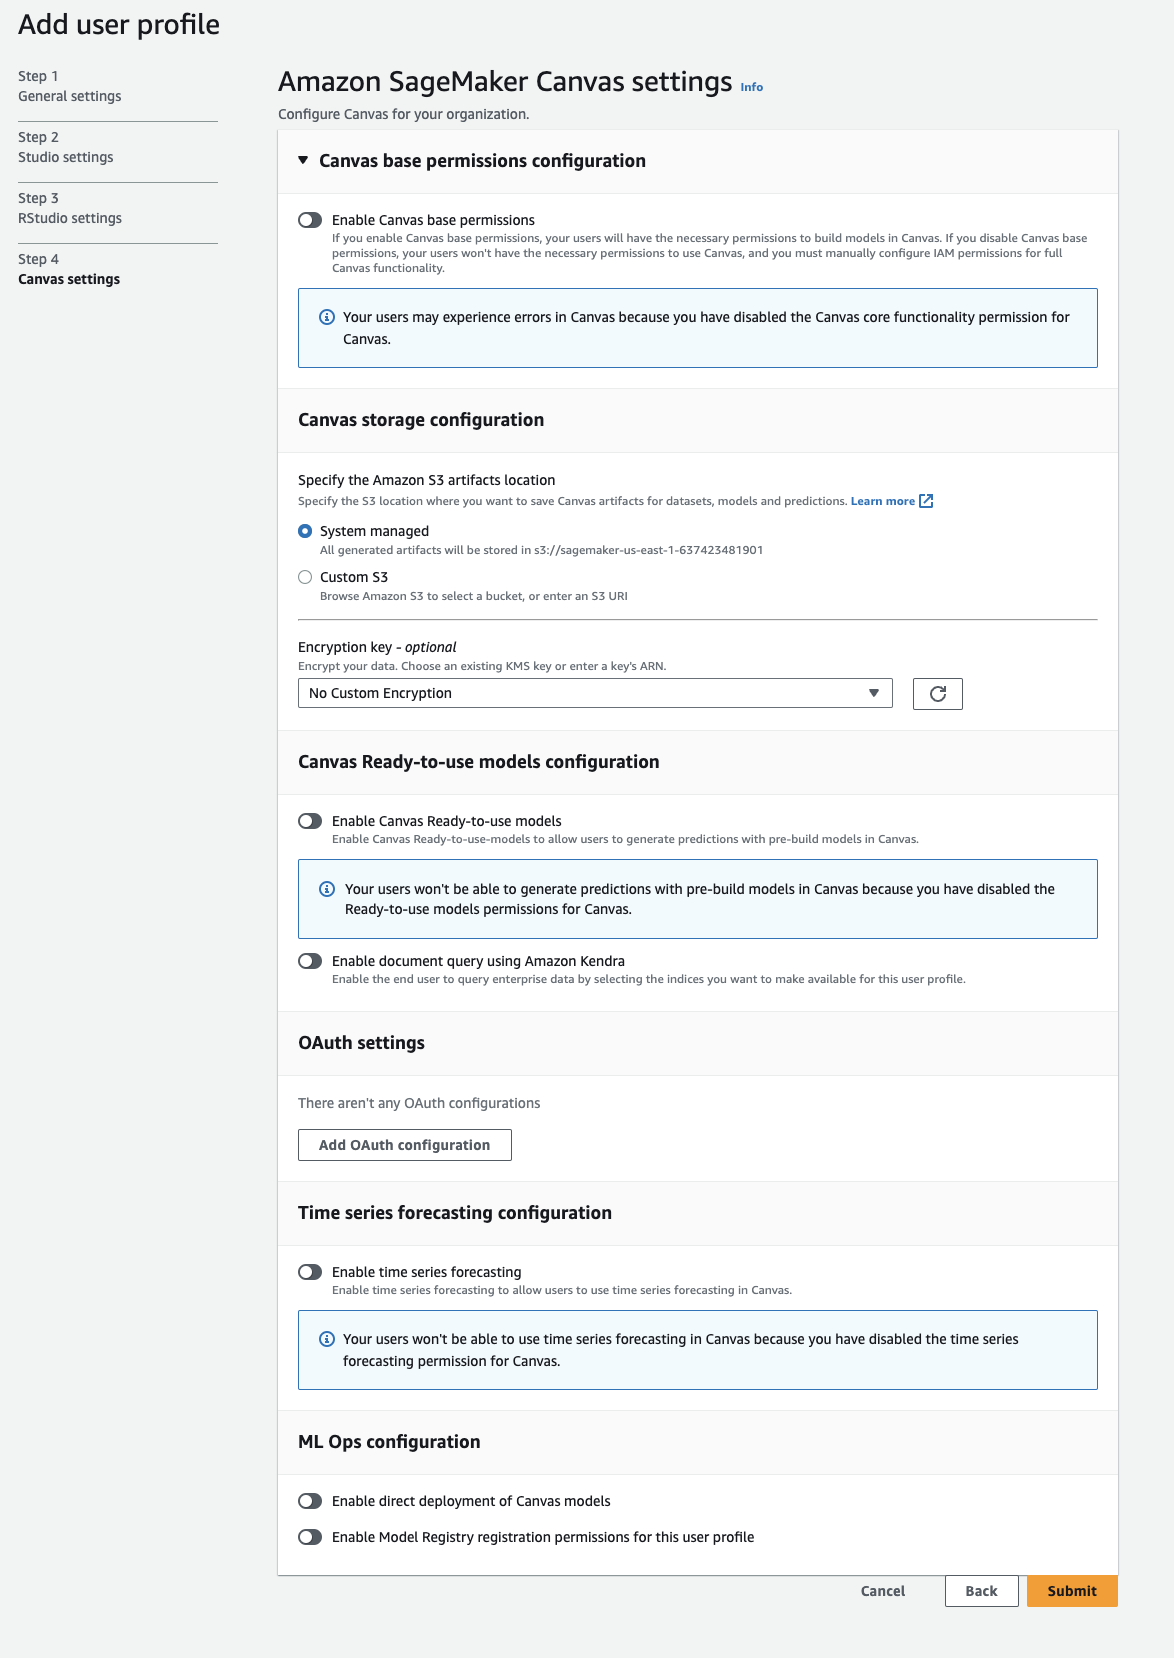 Add user profile
Step 1
General settings
Step 2
Studio settings
Step 3
RStudio settings
Step 4
Canvas settings
Amazon SageMaker Canvas settings Info
Configure Canvas for your organization.
Canvas base permissions configuration
Enable Canvas base permissions
If you enable Canvas base permissions, your users will have the necessary permissions to build models in Canvas. If you disable Canvas base
permissions, your users won't have the necessary permissions to use Canvas, and you must manually configure IAM permissions for full
Canvas functionality.
Your users may experience errors in Canvas because you have disabled the Canvas core functionality permission for
Canvas.
Canvas storage configuration
Specify the Amazon S3 artifacts location
Specify the S3 location where you want to save Canvas artifacts for datasets, models and predictions. Learn more
System managed
All generated artifacts will be stored in s3://sagemaker-us-east-1-637423481901
Custom S3
Browse Amazon S3 to select a bucket, or enter an S3 URI
Encryption key - optional
Encrypt your data. Choose an existing KMS key or enter a key's ARN.
No Custom Encryption
Canvas Ready-to-use models configuration
Enable Canvas Ready-to-use models
Enable Canvas Ready-to-use-models to allow users to generate predictions with pre-build models in Canvas.
Your users won't be able to generate predictions with pre-build models in Canvas because you have disabled the
Ready-to-use models permissions for Canvas.
Enable document query using Amazon Kendra
Enable the end user to query enterprise data by selecting the indices you want to make available for this user profile.
OAuth settings
There aren't any OAuth configurations
Add OAuth configuration
Time series forecasting configuration
Enable time series forecasting
Enable time series forecasting to allow users to use time series forecasting in Canvas.
Your users won't be able to use time series forecasting in Canvas because you have disabled the time series
forecasting permission for Canvas.
ML Ops configuration
Enable direct deployment of Canvas models
Enable Model Registry registration permissions for this user profile
Cancel Back Submit